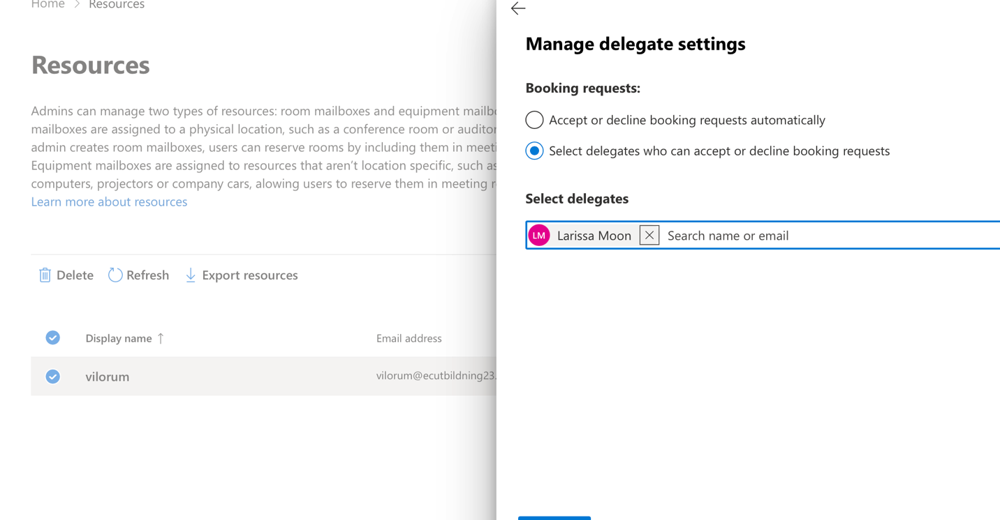 Home > Resources
Resources
Admins can manage two types of resources: room mailboxes and equipment
mailboxes are assigned to a physical location, such as a conference room or
admin creates room mailboxes, users can reserve rooms by including them in
Equipment mailboxes are assigned to resources that aren't location specific, such as
computers, projectors or company cars, alowing users to reserve them in meeting
Learn more about resources
Delete Refresh Export resources
Display name ↑ Email address
vilorum vilorum@ecutbildning23.
Manage delegate settings
Booking requests:
Accept or decline booking requests automatically
Select delegates who can accept or decline booking requests
Select delegates
LM Larissa Moon Search name or email